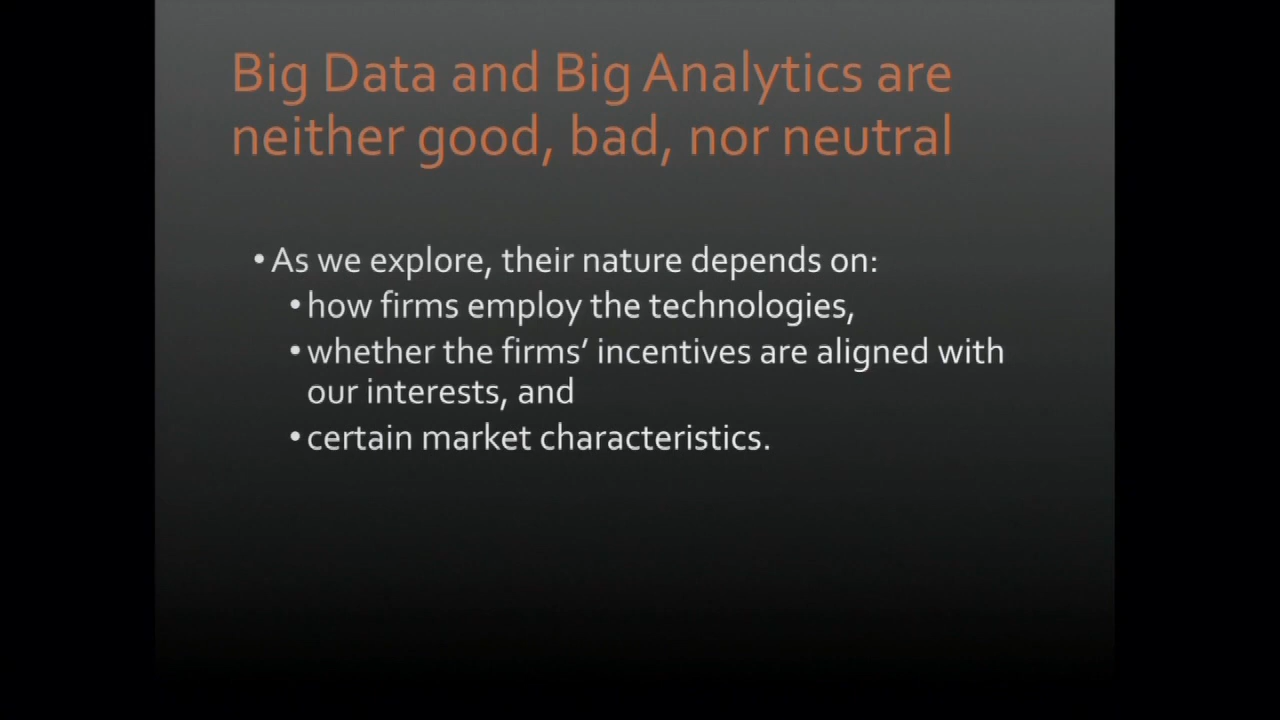 Big Data and Big Analytics are
neither good, bad, nor neutral
•As we explore, their nature depends on:
•how firms employ the technologies,
•whether the firms’ incentives are aligned with
our interests, and
•certain market characteristics.